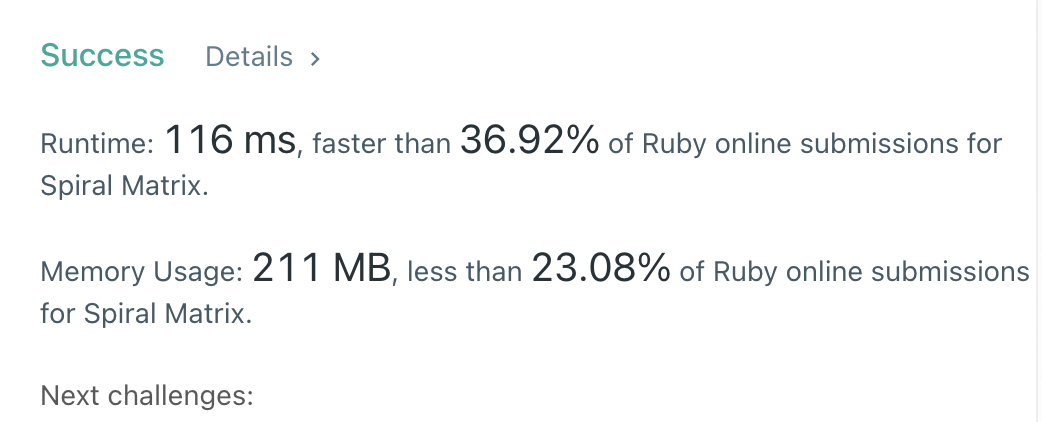 Success Details >
Runtime: 116 ms, faster than 36.92% of Ruby online submissions for
Spiral Matrix.
Memory Usage: 211 MB, less than 23.08% of Ruby online submissions
for Spiral Matrix.
Next challenges: